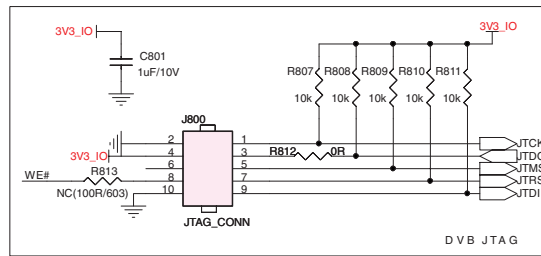 3V3_IO
3V3_IO
C801
1uF/10V
R807
R808
R809
R810
R811
10k
10k
10k
10k
10k
J800
2
1
JTCK
3V3_IO
4
3
R812
0R
JTDO
6
5
JTMS
WE#
R813
8
7
JTRS
NC(100R/603)
10
9
JTDI
JTAG_CONN
DVB JTAG